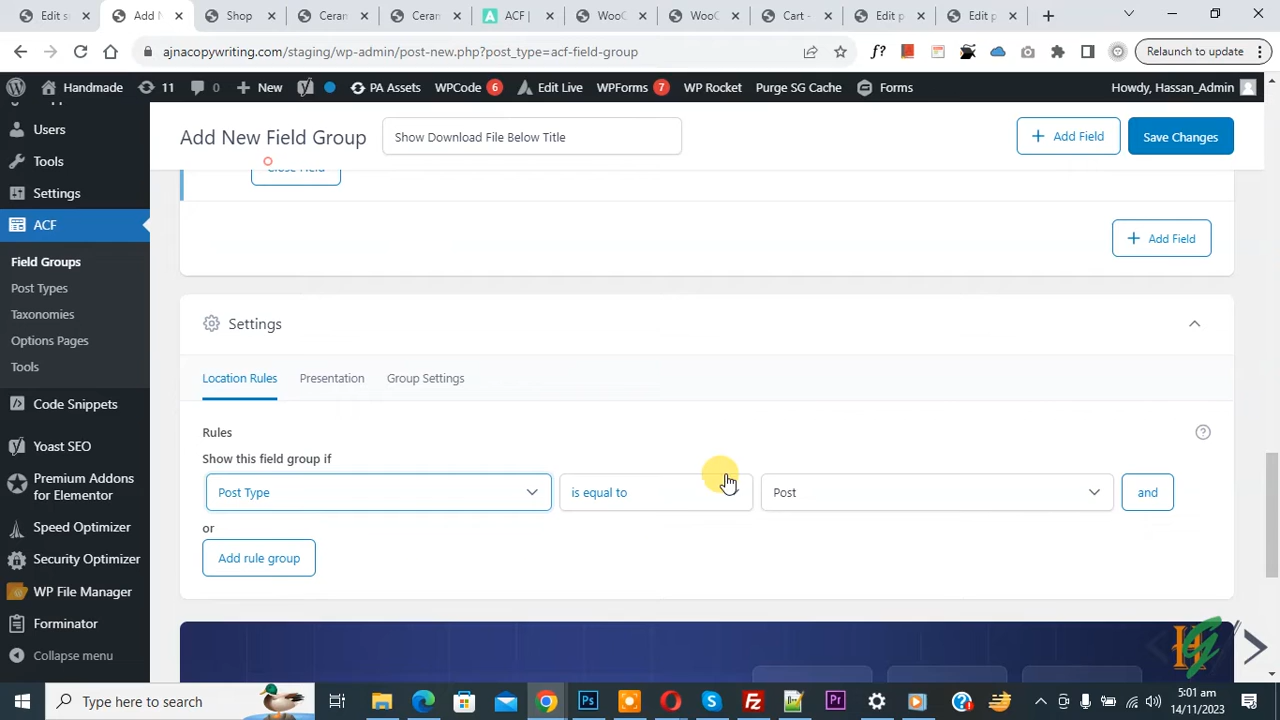 Edit s
Add N
Shop
Ceran
Ceran
ACF |
WooC
WooC
Cart -
Edit p
Edit p
ajnacopywriting.com/staging/wp-admin/post-new.php?post_type=acf-field-group
f?
Relaunch to update
Handmade
11
0
New
PA Assets
WPCode 6
Edit Live
WPForms 7
WP Rocket
Purge SG Cache
Forms
Howdy, Hassan_Admin
Users
Tools
Settings
ACF
Field Groups
Post Types
Taxonomies
Options Pages
Tools
Code Snippets
Yoast SEO
Premium Addons
for Elementor
Speed Optimizer
Security Optimizer
WP File Manager
Forminator
Collapse menu
Add New Field Group
Show Download File Below Title
+ Add Field
Save Changes
Close Field
+ Add Field
Settings
Location Rules
Presentation
Group Settings
Rules
Show this field group if
Post Type
is equal to
Post
and
or
Add rule group
Type here to search
5:01 am
14/11/2023